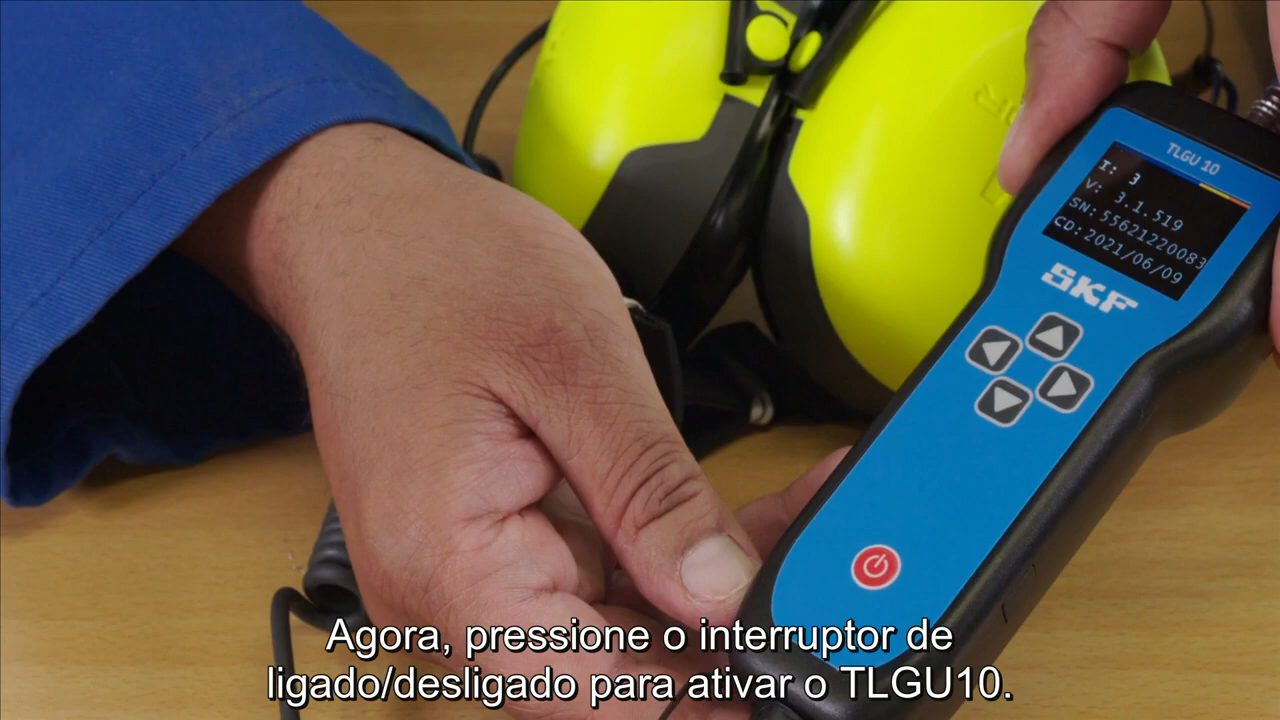 TLGU 10
I: 3
V: 3.1.519
SN:55621220083
CD:2021/06/09
SKF
Agora, pressione o interruptor de
ligado/desligado para ativar o TLGU10.